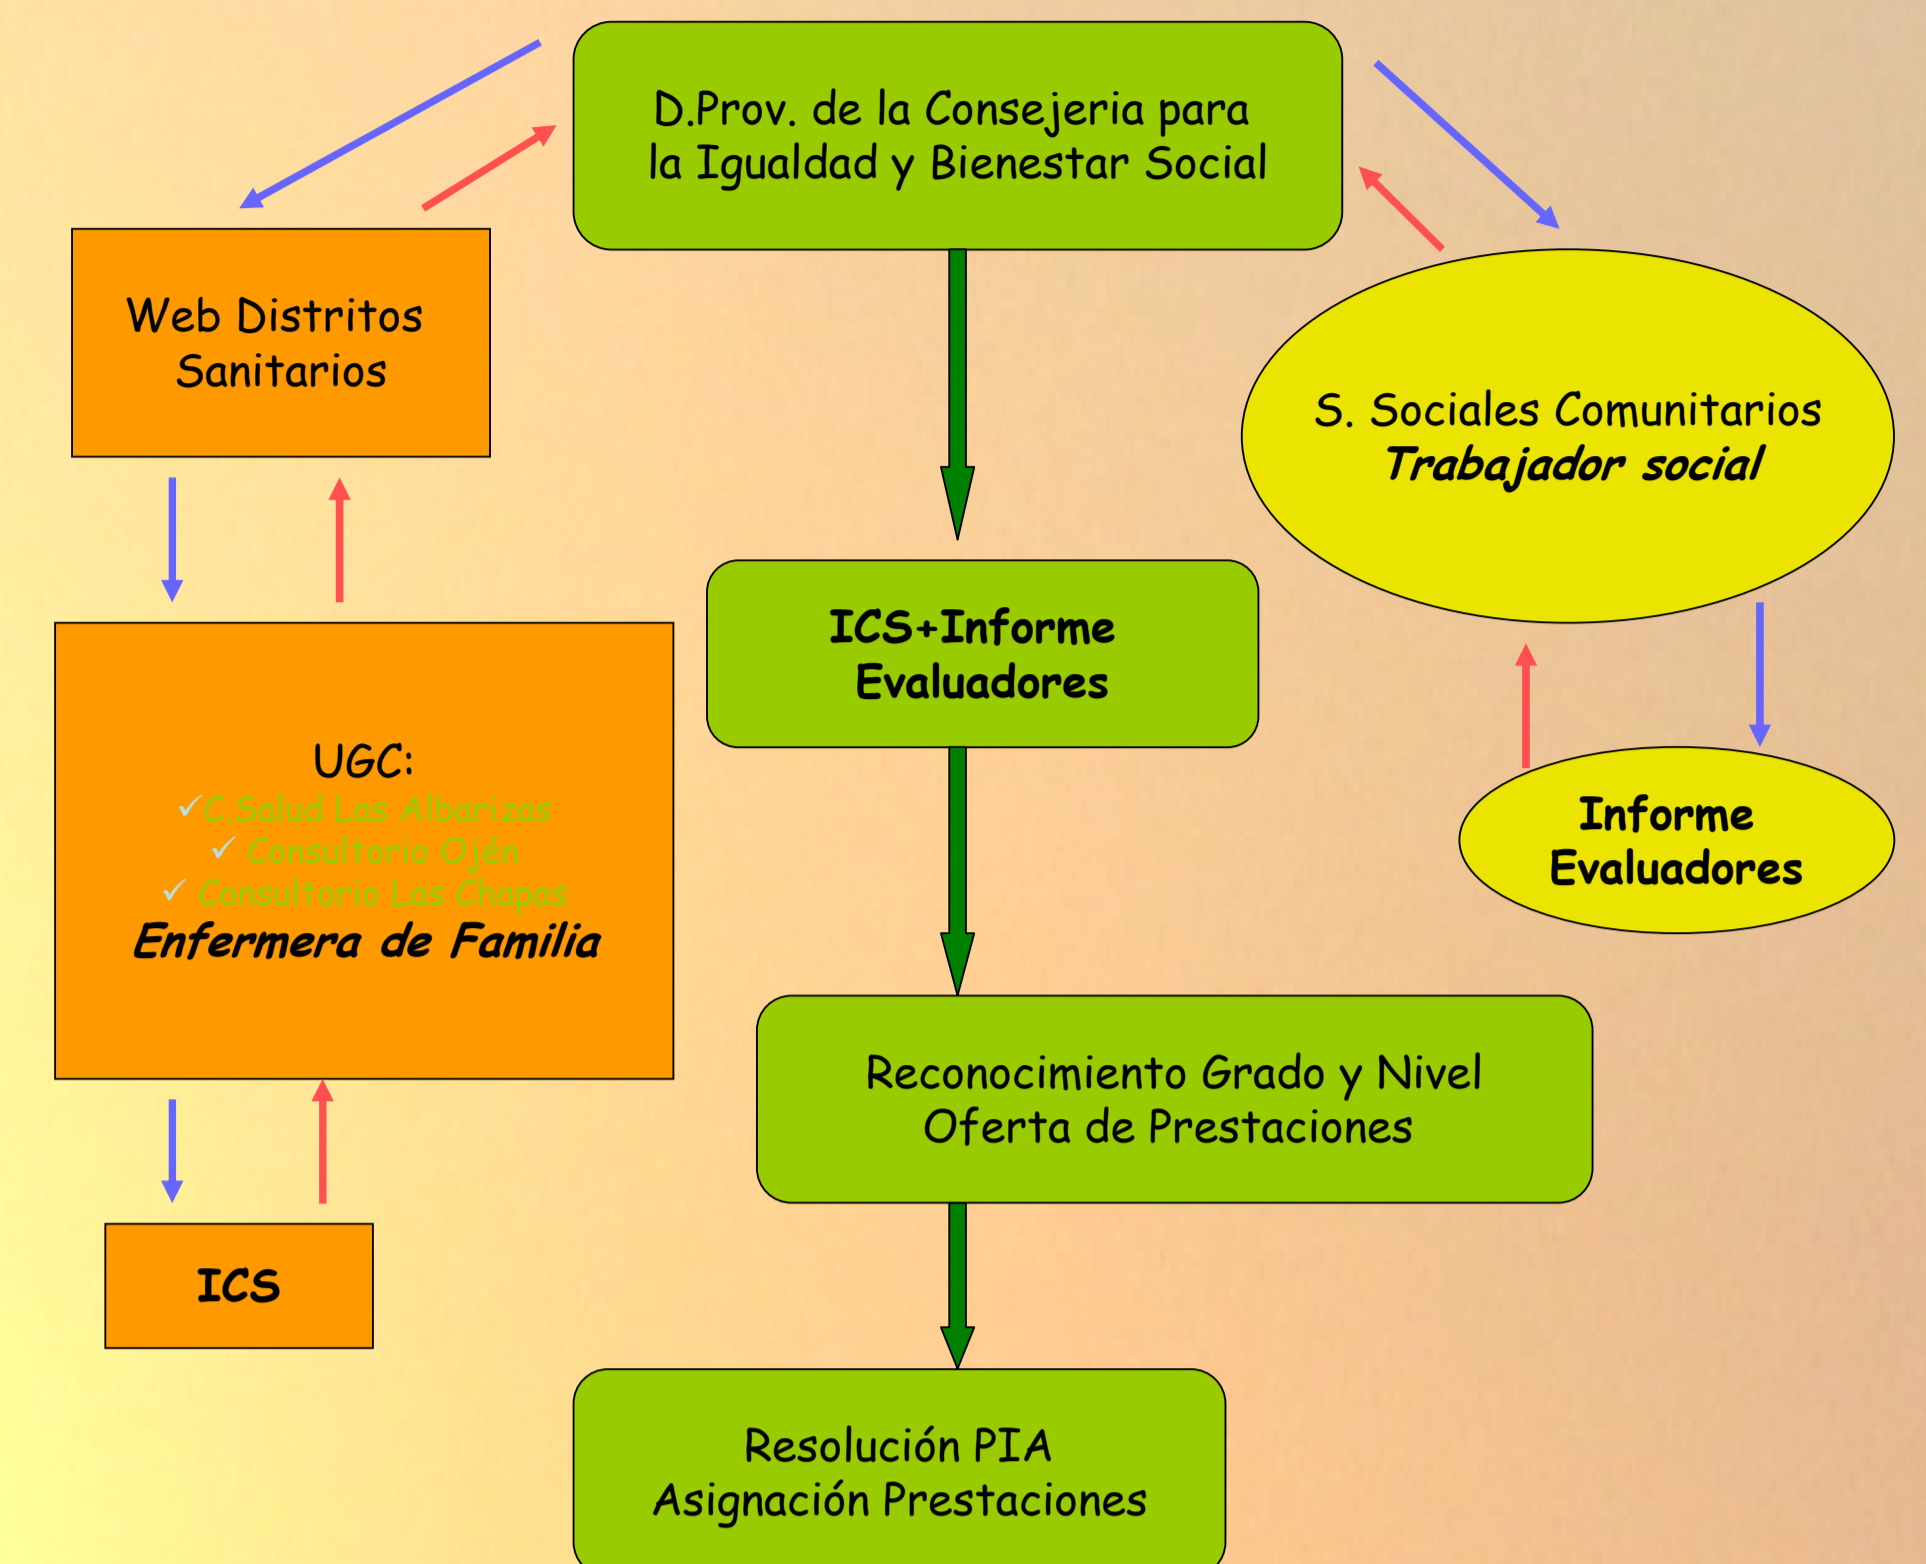 D.Prov. de la Consejeria para
la Igualdad y Bienestar Social
Web Distritos
Sanitarios
S. Sociales Comunitarios
Trabajador social
ICS+Informe
Evaluadores
UGC:
✓C.Salud Las Albarizas
✓ Consultorio Ojén
✓ Consultorio Las Chapas
Enfermera de Familia
Informe
Evaluadores
Reconocimiento Grado y Nivel
Oferta de Prestaciones
ICS
Resolución PIA
Asignación Prestaciones